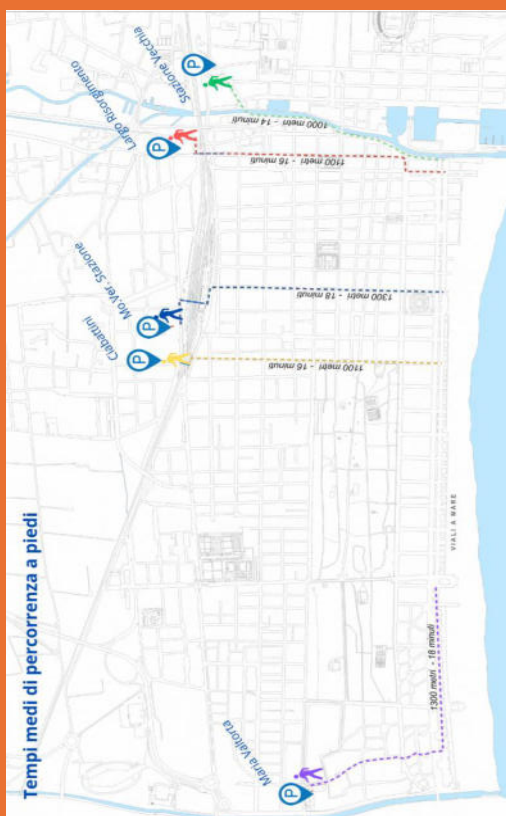 Tempi medi di percorrenza a piedi
Maria Valtorta
P
1300 metri - 18 minuti
VIALI A MARE
Ciabattini
P
1100 metri - 16 minuti
Mo.Ver. Stazione
P
1300 metri - 18 minuti
Largo Risorgimento
P
1100 metri - 16 minuti
Stazione Vecchia
P
1000 metri - 14 minuti